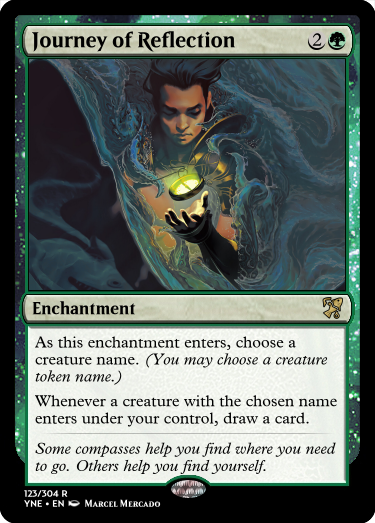 Journey of Reflection 2
Enchantment
As this enchantment enters, choose a
creature name. (You may choose a creature
token name.)
Whenever a creature with the chosen name
enters under your control, draw a card.
Some compasses help you find where you need
to go. Others help you find yourself.
123/304 R
YNE • EN Marcel Mercado